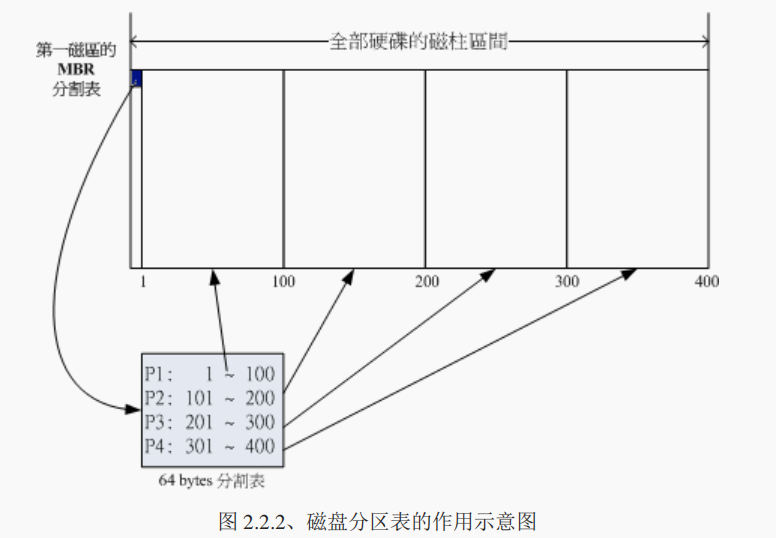 全部硬碟的磁柱區間
第一磁區的
MBR
分割表
1
100
200
300
400
P1: 1 ~ 100
P2: 101 ~ 200
P3: 201 ~ 300
P4: 301 ~ 400
64 bytes 分割表
图 2.2.2、磁盘分区表的作用示意图